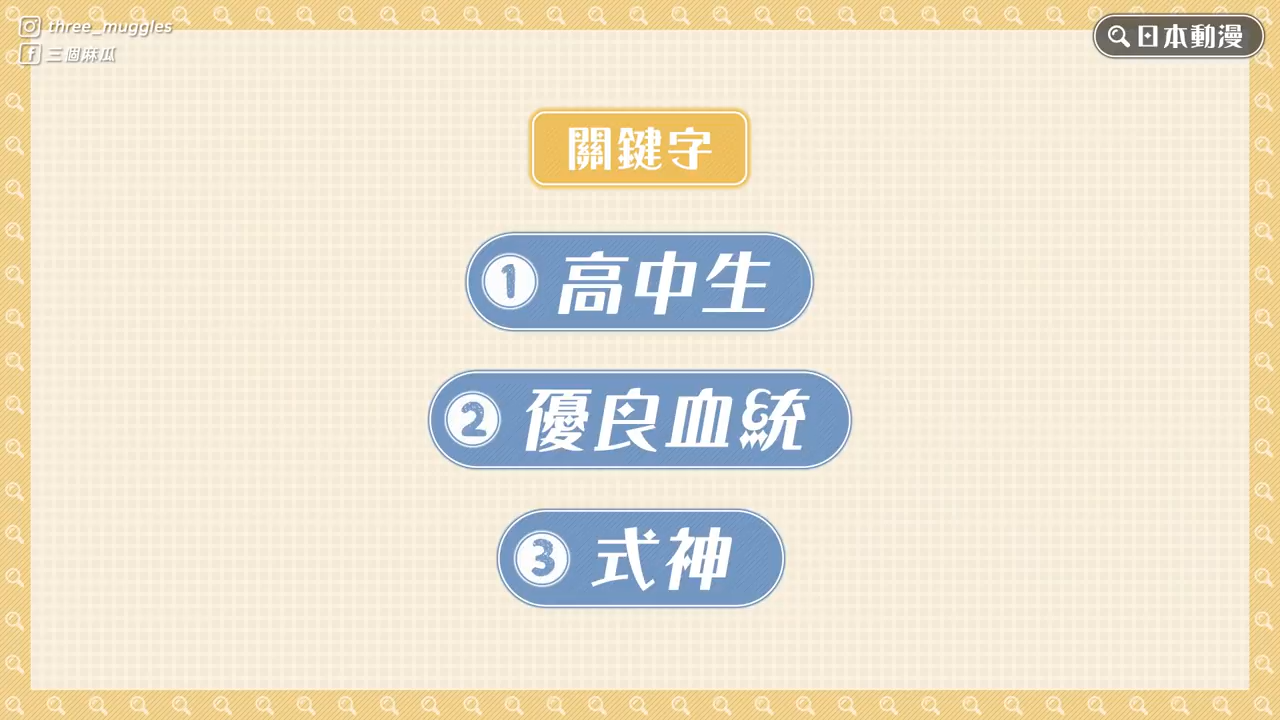 three_muggles
三個麻瓜
日本動漫
關鍵字
1 高中生
2 優良血統
3 式神